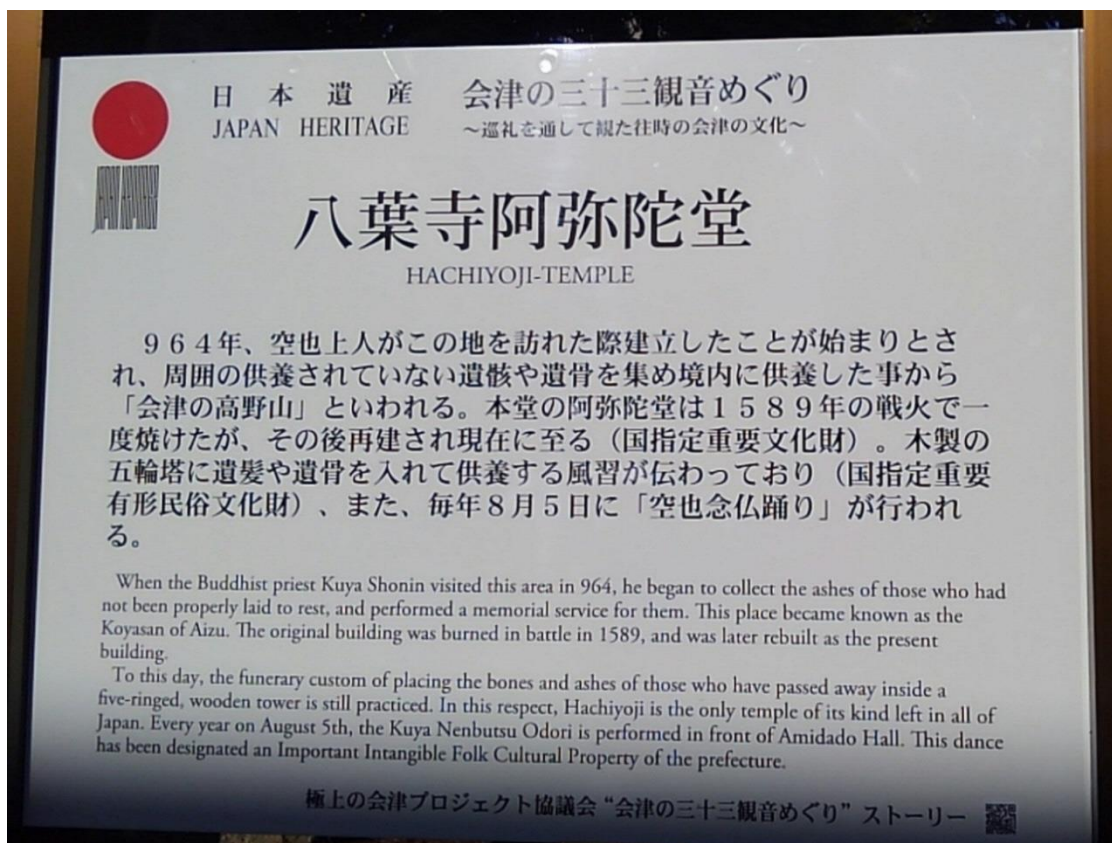 日本遺産 会津の三十三観音めぐり
JAPAN HERITAGE ～巡礼を通して観た往時の会津の文化～
八葉寺阿弥陀堂
HACHIYOJI-TEMPLE
９６４年、空也上人がこの地を訪れた際建立したことが始まりとさ
れ、周囲の供養されていない遺骸や遺骨を集め境内に供養した事から
「会津の高野山」といわれる。本堂の阿弥陀堂は１５８９年の戦火で一
度焼けたが、その後再建され現在に至る（国指定重要文化財）。木製の
五輪塔に遺髪や遺骨を入れて供養する風習が伝わっており（国指定重要
有形民俗文化財）、また、毎年８月５日に「空也念仏踊り」が行われ
る。
When the Buddhist priest Kuya Shonin visited this area in 964, he began to collect the ashes of those who had
not been properly laid to rest, and performed a memorial service for them. This place became known as the
Koyasan of Aizu. The original building was burned in battle in 1589, and was later rebuilt as the present
building.
To this day, the funerary custom of placing the bones and ashes of those who have passed away inside a
five-ringed, wooden tower is still practiced. In this respect, Hachiyoji is the only temple of its kind left in all of
Japan. Every year on August 5th, the Kuya Nenbutsu Odori is performed in front of Amidado Hall. This dance
has been designated an Important Intangible Folk Cultural Property of the prefecture.
極上の会津プロジェクト協議会“会津の三十三観音めぐり”ストーリー